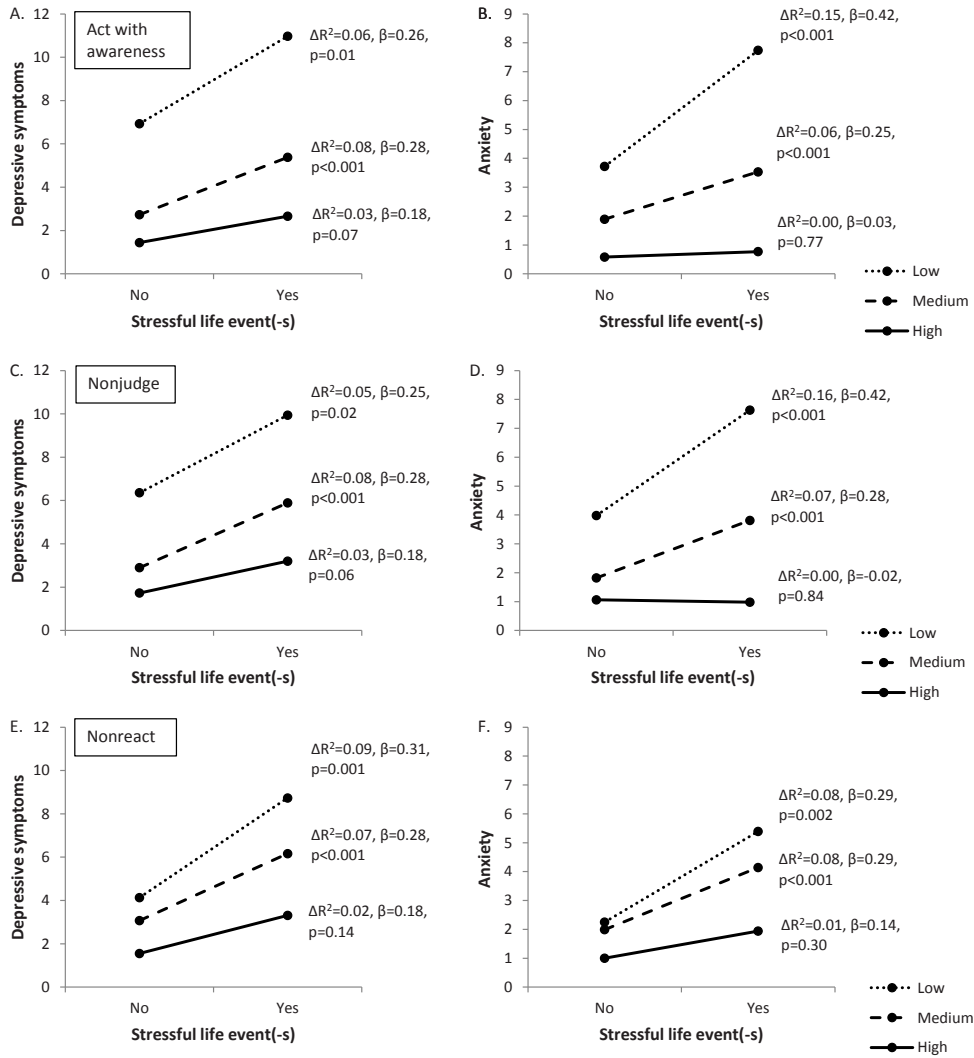 A.
Act with
awareness
Depressive symptoms
12
10
8
6
4
2
0
No
Yes
Stressful life event(-s)
ΔR²=0.06, β=0.26,
p=0.01
ΔR²=0.08, β=0.28,
p<0.001
ΔR²=0.03, β=0.18,
p=0.07
B.
Anxiety
9
8
7
6
5
4
3
2
1
0
No
Yes
Stressful life event(-s)
ΔR²=0.15, β=0.42,
p<0.001
ΔR²=0.06, β=0.25,
p<0.001
ΔR²=0.00, β=0.03,
p=0.77
Low
Medium
High
C.
Nonjudge
Depressive symptoms
12
10
8
6
4
2
0
No
Yes
Stressful life event(-s)
ΔR²=0.05, β=0.25,
p=0.02
ΔR²=0.08, β=0.28,
p<0.001
ΔR²=0.03, β=0.18,
p=0.06
D.
Anxiety
9
8
7
6
5
4
3
2
1
0
No
Yes
Stressful life event(-s)
ΔR²=0.16, β=0.42,
p<0.001
ΔR²=0.07, β=0.28,
p<0.001
ΔR²=0.00, β=-0.02,
p=0.84
Low
Medium
High
E.
Nonreact
Depressive symptoms
12
10
8
6
4
2
0
No
Yes
Stressful life event(-s)
ΔR²=0.09, β=0.31,
p=0.001
ΔR²=0.07, β=0.28,
p<0.001
ΔR²=0.02, β=0.18,
p=0.14
F.
Anxiety
9
8
7
6
5
4
3
2
1
0
No
Yes
Stressful life event(-s)
ΔR²=0.08, β=0.29,
p=0.002
ΔR²=0.08, β=0.29,
p<0.001
ΔR²=0.01, β=0.14,
p=0.30
Low
Medium
High